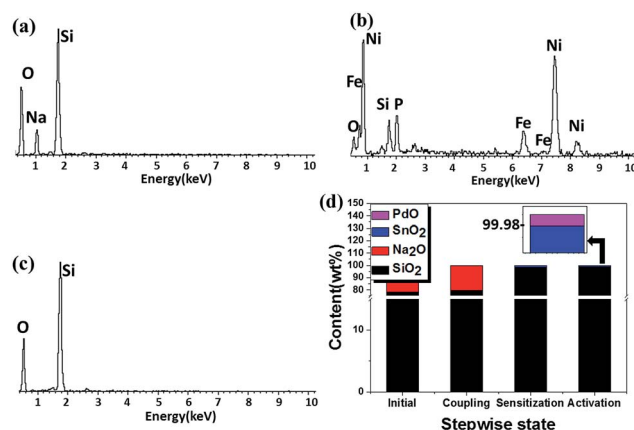 (a)
Si
O
Na
1 2 3 4 5 6 7 8 9 10
Energy(keV)
(b)
Ni
Ni
Fe
Si P
O
Fe
Fe
Ni
1 2 3 4 5 6 7 8 9 10
Energy(keV)
(c)
Si
O
1 2 3 4 5 6 7 8 9 10
Energy(keV)
(d)
Content(wt%)
150
140
130
120
110
100
90
80
10
0
PdO
SnO₂
Na₂O
SiO₂
99.98-
Initial Coupling Sensitization Activation
Stepwise state